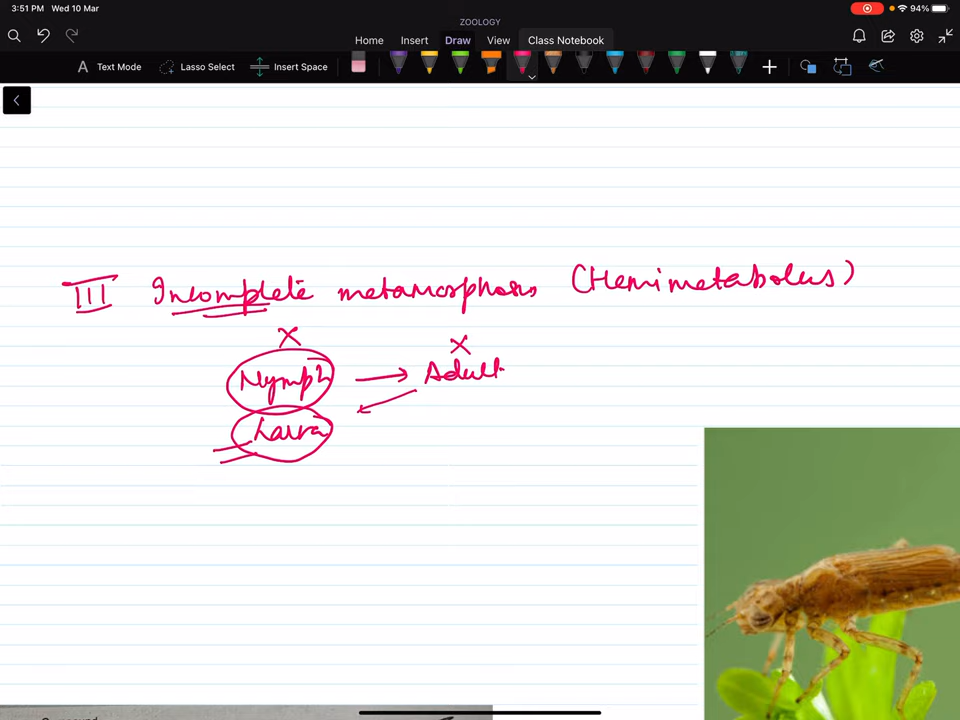 3:51 PM Wed 10 Mar
94%
ZOOLOGY
Home Insert Draw View Class Notebook
Text Mode Lasso Select Insert Space
III Incomplete metamorphosis (Hemimetabolus)
X X
Nymph → Adult
Larva
Compound